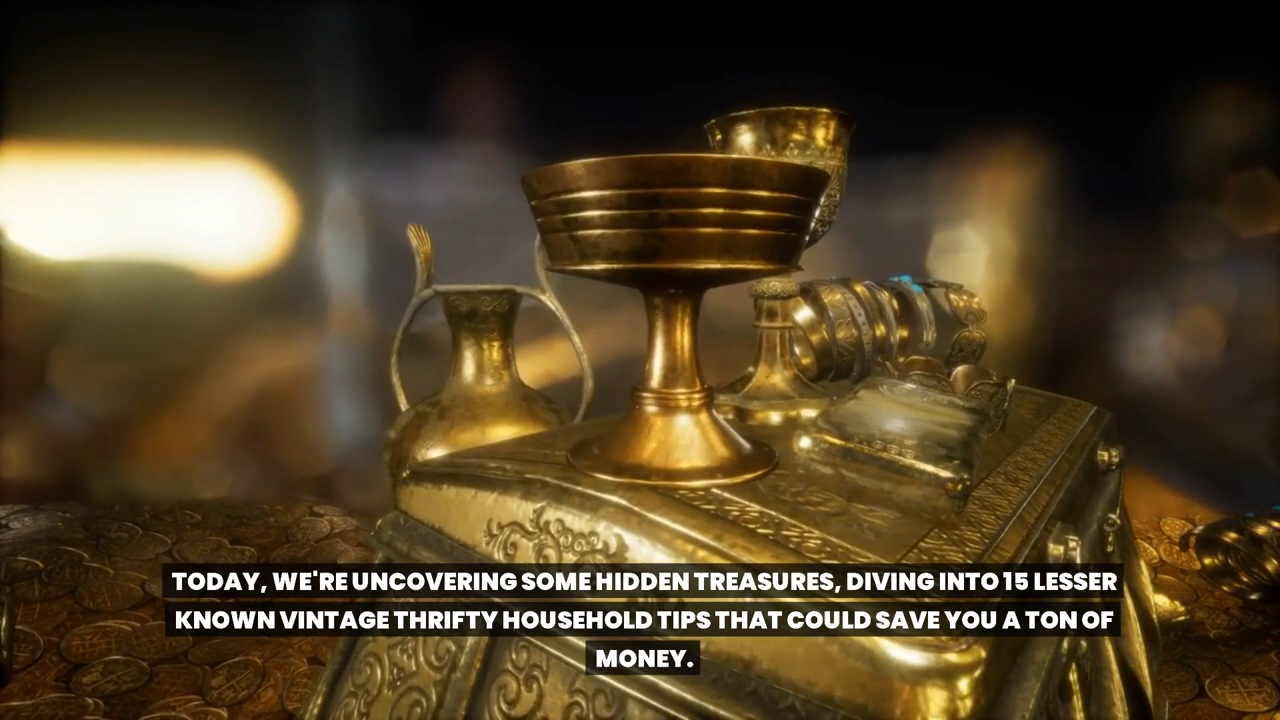 TODAY, WE'RE UNCOVERING SOME HIDDEN TREASURES, DIVING INTO 15 LESSER
KNOWN VINTAGE THRIFTY HOUSEHOLD TIPS THAT COULD SAVE YOU A TON OF
MONEY.